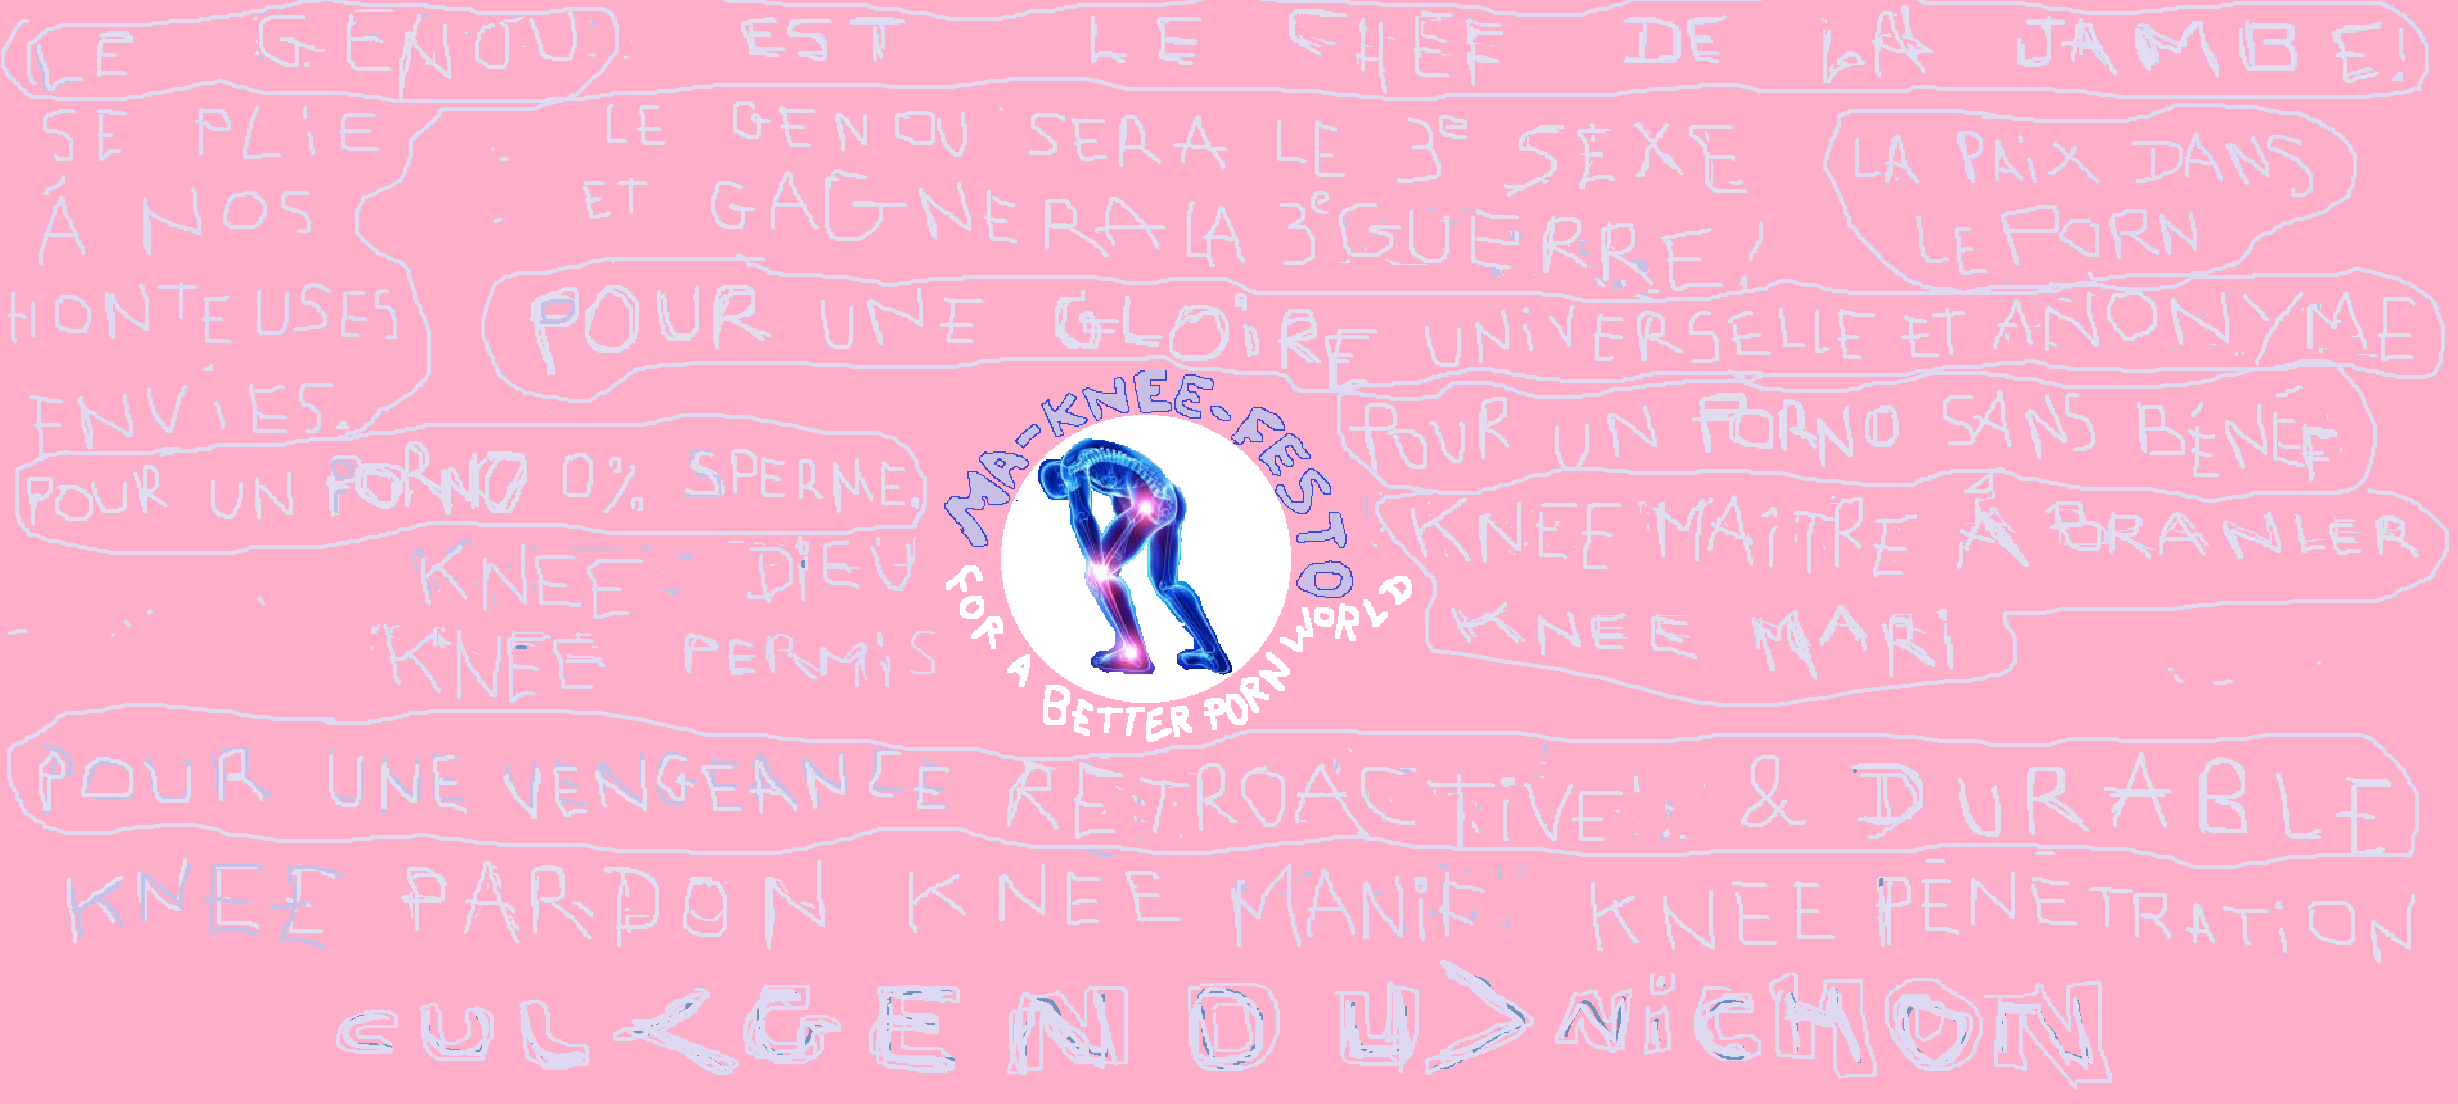 LE GENOU EST LE CHEF DE LA JAMBE!
SE PLIE
À NOS
HONTEUSES
ENVIES.
LE GENOU SERA LE 3e SEXE
ET GAGNERA LA 3e GUERRE!
LA PAIX DANS
LE PORN
POUR UNE GLOIRE UNIVERSELLE ET ANONYME
POUR UN PORNO 0% SPERME.
MA-KNEE-FESTO
FOR A BETTER PORN WORLD
POUR UN PORNO SANS BÉNEF
KNEE DIEU
KNEE PERMIS
KNEE MAITRE À BRANLER
KNEE MARI
POUR UNE VENGEANCE RETROACTIVE & DURABLE
KNEE PARDON KNEE MANIF KNEE PÉNÉTRATION
CUL<GENOU>NICHON